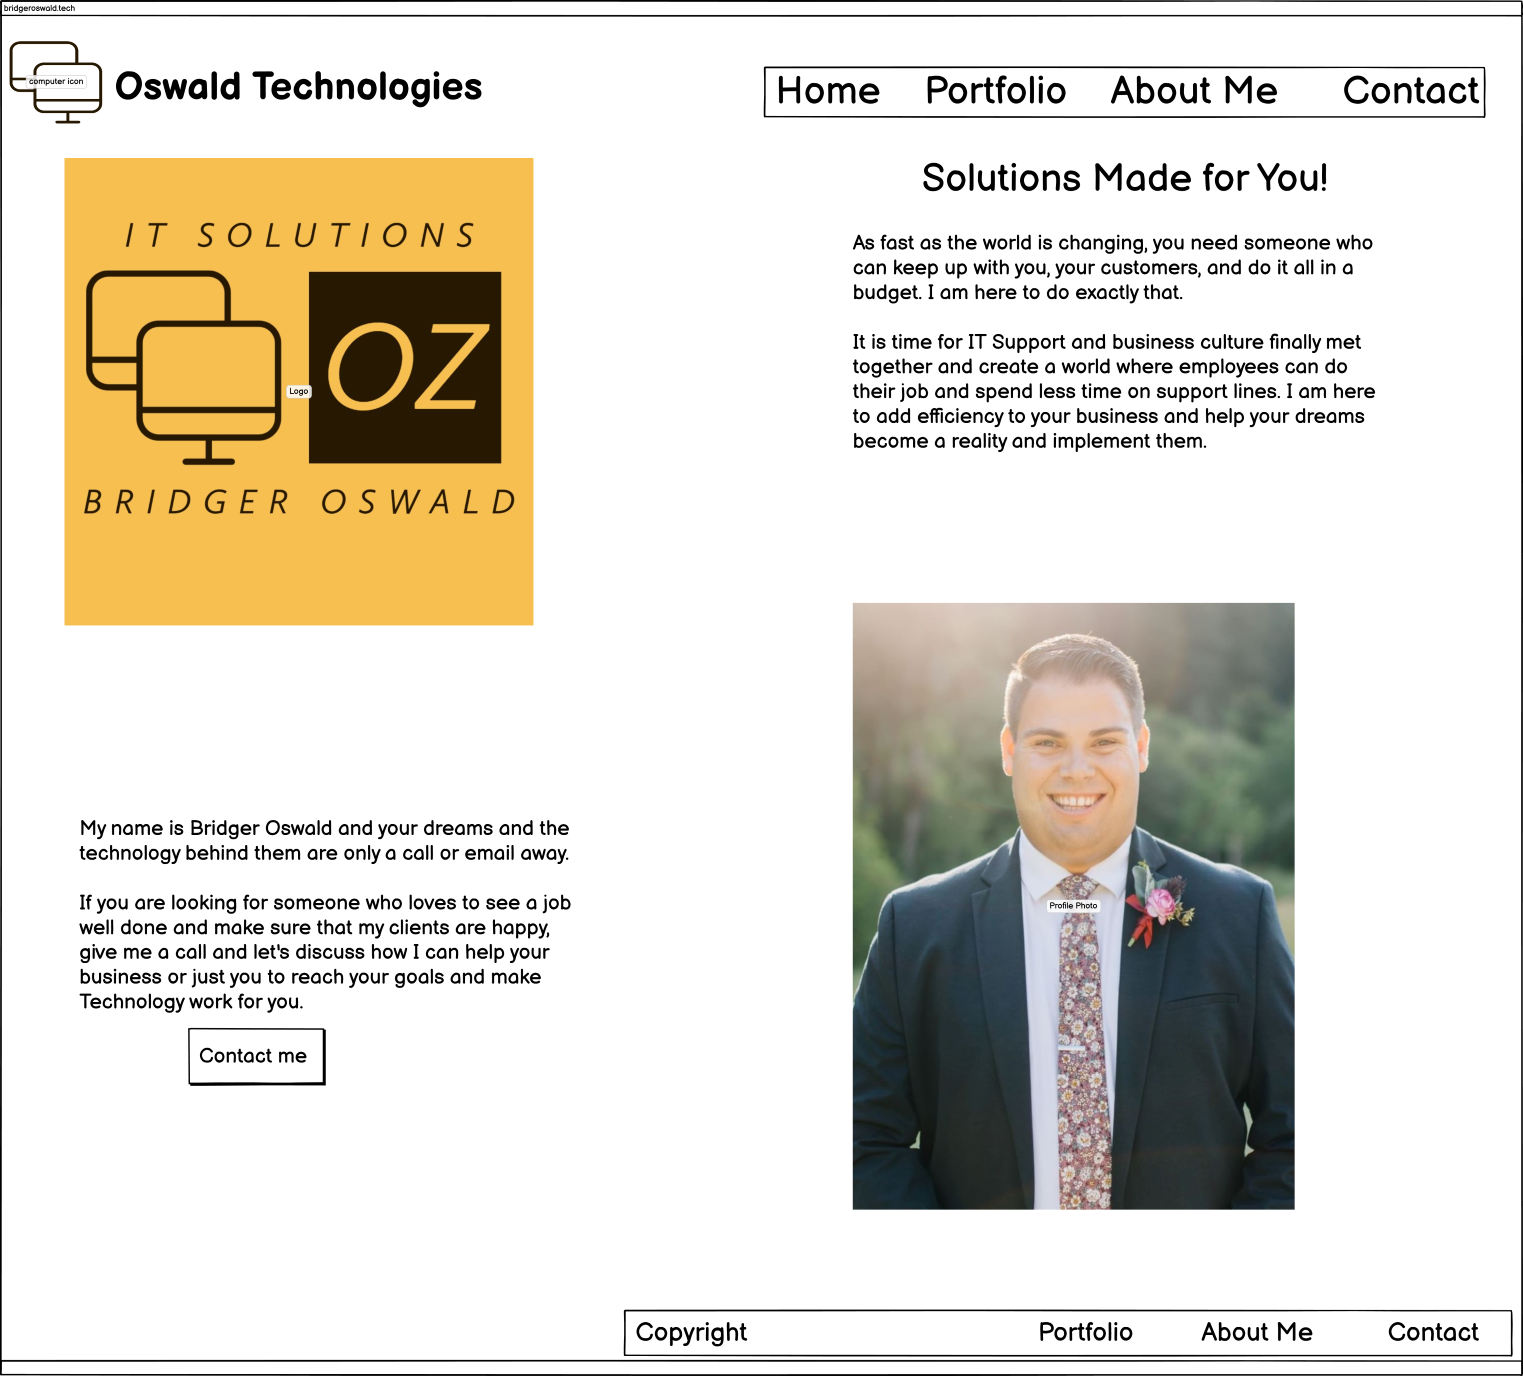 bridgeroswald.tech
computer icon
Oswald Technologies
Home Portfolio About Me Contact
IT SOLUTIONS
OZ
Logo
BRIDGER OSWALD
Solutions Made for You!
As fast as the world is changing, you need someone who
can keep up with you, your customers, and do it all in a
budget. I am here to do exactly that.
It is time for IT Support and business culture finally met
together and create a world where employees can do
their job and spend less time on support lines. I am here
to add efficiency to your business and help your dreams
become a reality and implement them.
My name is Bridger Oswald and your dreams and the
technology behind them are only a call or email away.
If you are looking for someone who loves to see a job
well done and make sure that my clients are happy,
give me a call and let's discuss how I can help your
business or just you to reach your goals and make
Technology work for you.
Contact me
Profile Photo
Copyright Portfolio About Me Contact